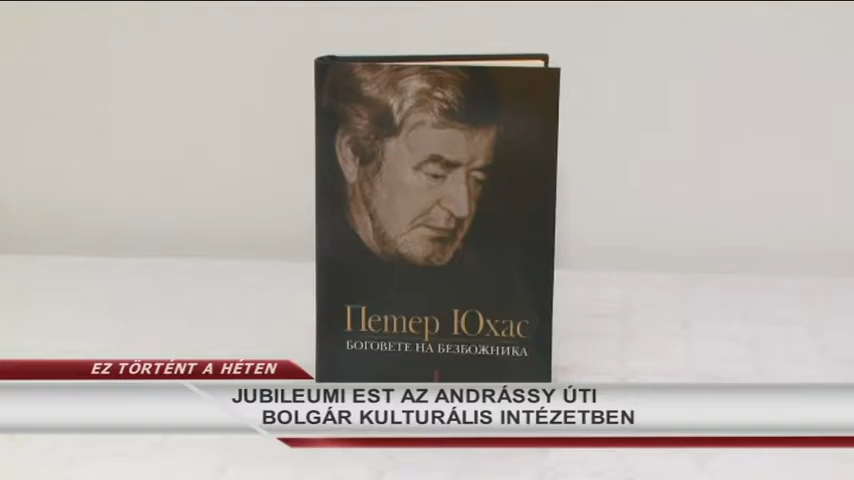 Петер Юхас
БОГОВЕТЕ НА БЕЗБОЖНИКА
EZ TÖRTÉNT A HÉTEN
JUBILEUMI EST AZ ANDRÁSSY ÚTI
BOLGÁR KULTURÁLIS INTÉZETBEN